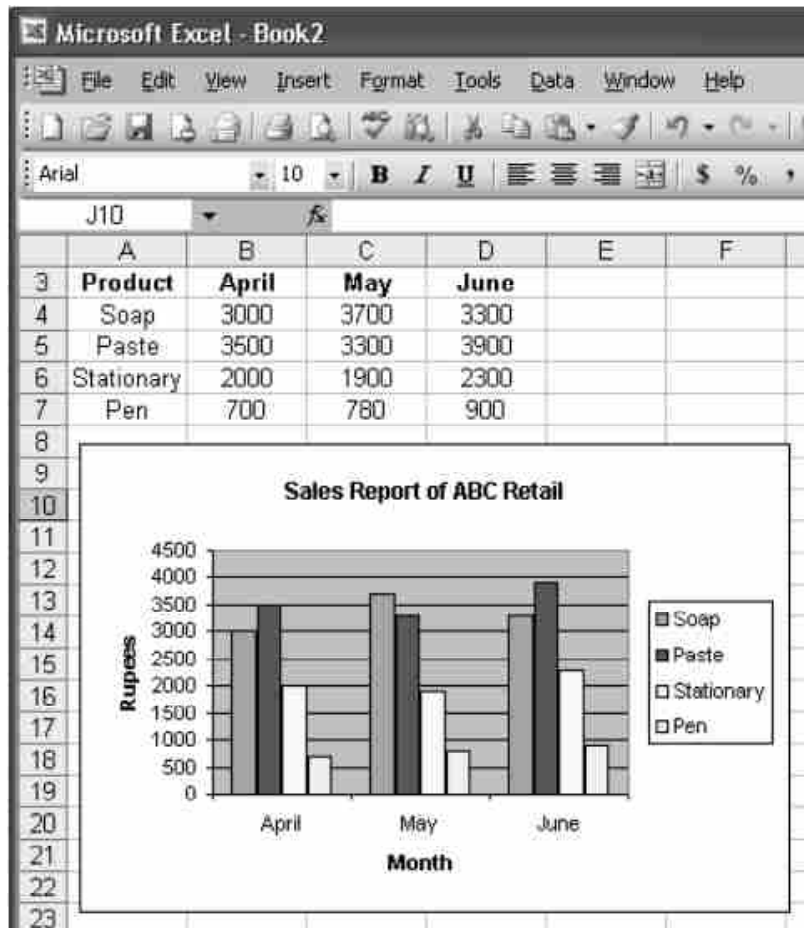 Microsoft Excel - Book2
File Edit View Insert Format Tools Data Window Help
Arial 10 B I U $ % ,
J10 fx
A B C D E F
3 Product April May June
4 Soap 3000 3700 3300
5 Paste 3500 3300 3900
6 Stationary 2000 1900 2300
7 Pen 700 780 900
8
9
10
11
12
13
14
15
16
17
18
19
20
21
22
23
Sales Report of ABC Retail
Rupees
4500
4000
3500
3000
2500
2000
1500
1000
500
0
April May June
Month
Soap
Paste
Stationary
Pen